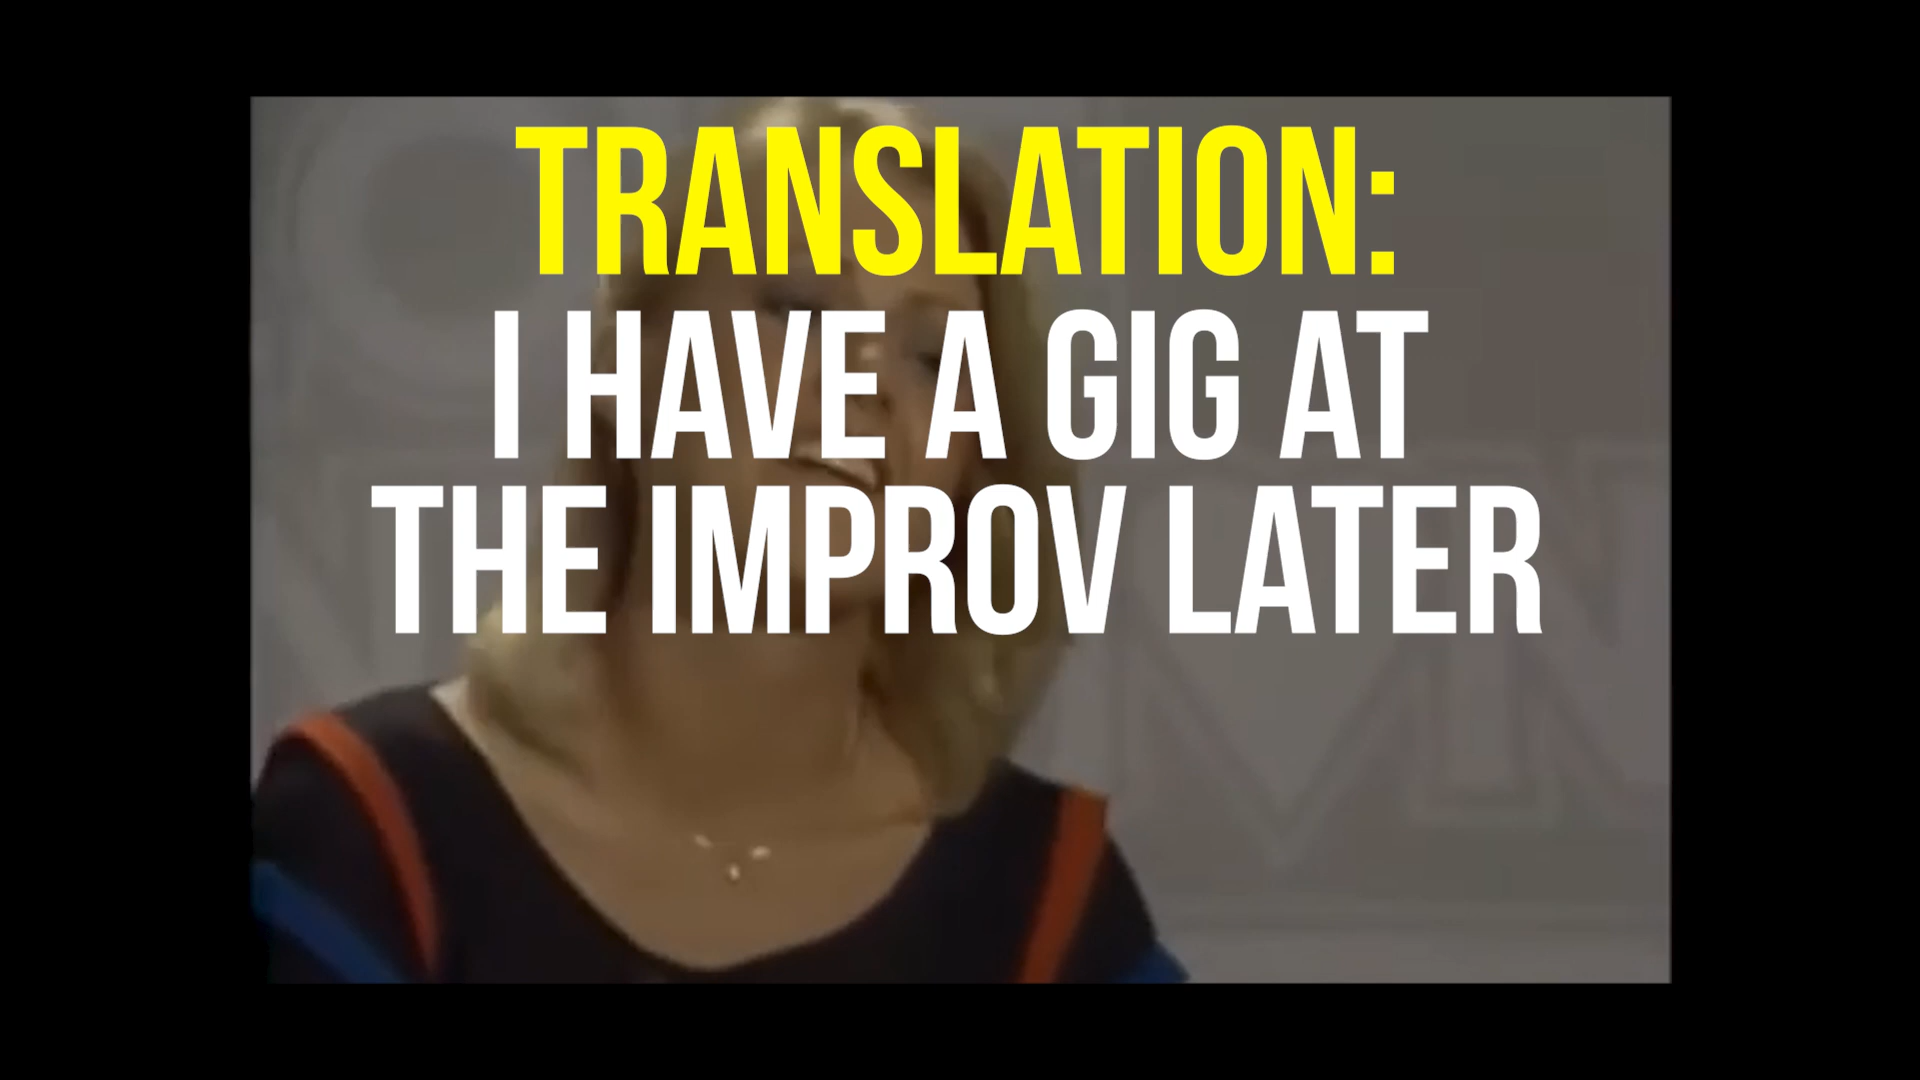 TRANSLATION:
I HAVE A GIG AT
THE IMPROV LATER